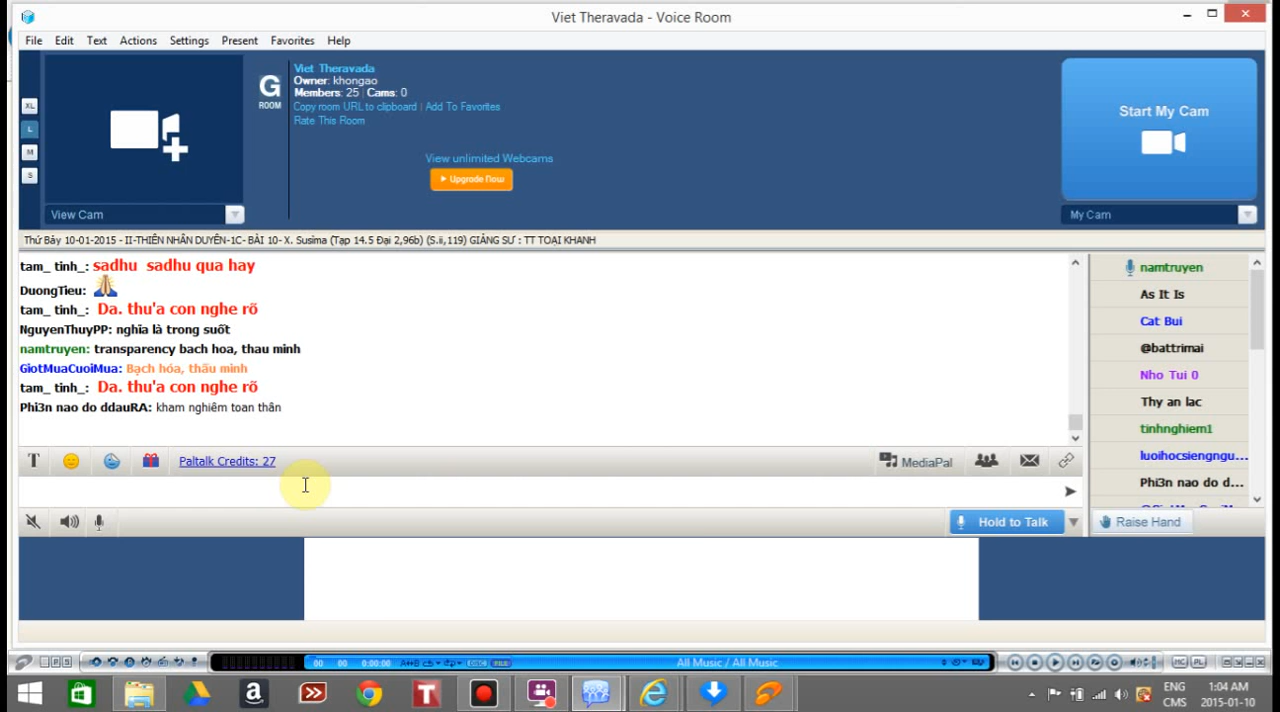 Viet Theravada - Voice Room
File Edit Text Actions Settings Present Favorites Help
XL
L
M
S
View Cam
G
ROOM
Viet Theravada
Owner: khongao
Members: 25 | Cams: 0
Copy room URL to clipboard | Add To Favorites
Rate This Room
View unlimited Webcams
Upgrade Now
Start My Cam
My Cam
Thứ Bảy 10-01-2015 - II-THIÊN NHÂN DUYÊN-1C- BÀI 10- X. Susima (Tạp 14.5 Đại 2,96b) (S.ii,119) GIẢNG SƯ : TT TOẠI KHANH
tam_ tinh_: sadhu sadhu qua hay
DuongTieu:
tam_ tinh_: Da. thu'a con nghe rõ
NguyenThuyPP: nghĩa là trong suốt
namtruyen: transparency bach hoa, thau minh
GiotMuaCuoiMua: Bạch hóa, thấu minh
tam_ tinh_: Da. thu'a con nghe rõ
Phi3n nao do ddauRA: kham nghiêm toan thân
namtruyen
As It Is
Cat Bui
@battrimai
Nho Tui 0
Thy an lac
tinhnghiem1
luoihocsiengngu...
Phi3n nao do d...
T
Paltalk Credits: 27
MediaPal
Hold to Talk
Raise Hand
00 00 0:00:00 A↔B
All Music / All Music
ENG 1:04 AM
CMS 2015-01-10